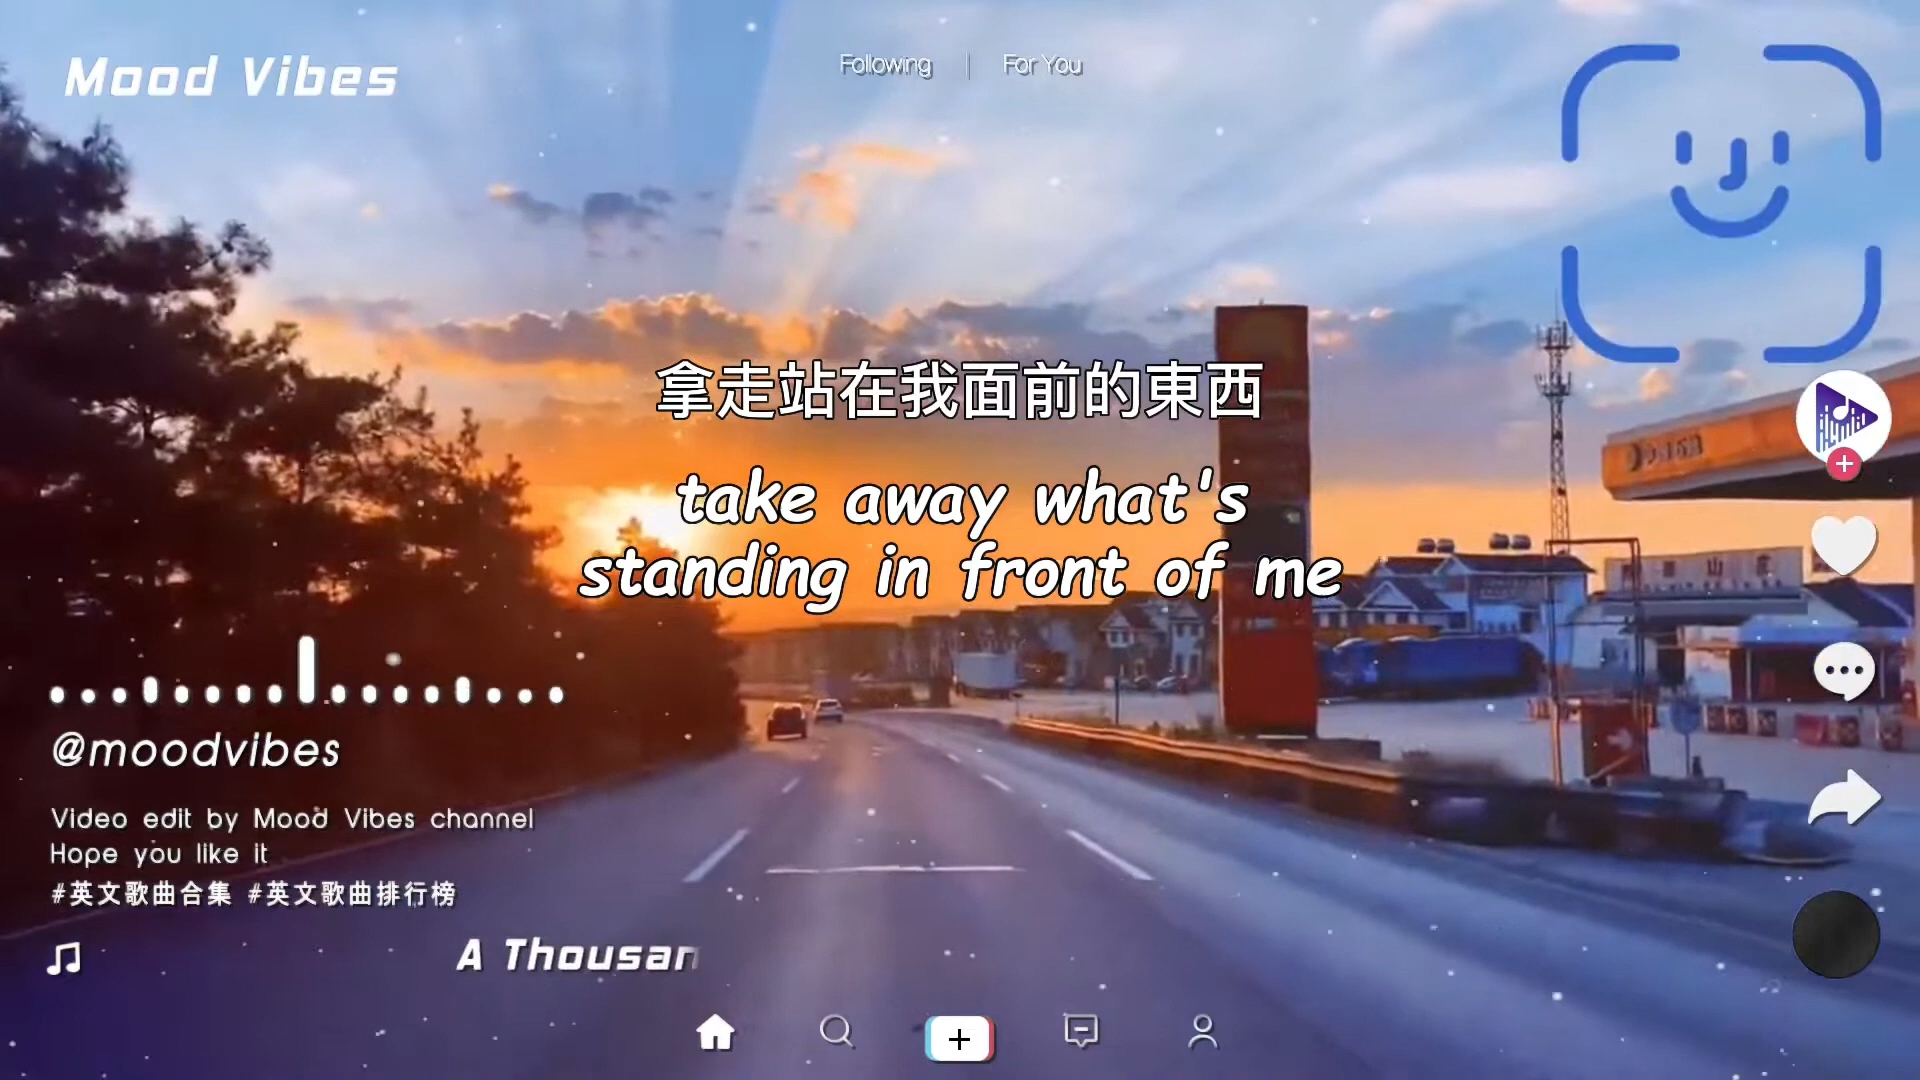 Mood Vibes
Following | For You
拿走站在我面前的東西
take away what's
standing in front of me
@moodvibes
Video edit by Mood Vibes channel
Hope you like it
#英文歌曲合集 #英文歌曲排行榜
A Thousan